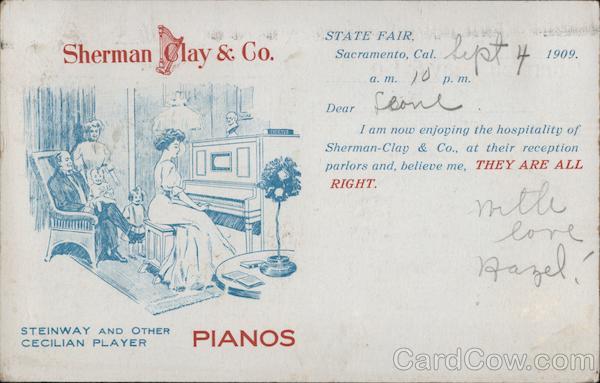 Sherman Clay & Co.
STATE FAIR,
Sacramento, Cal. Sept 4 1909.
a. m. 10 p. m.
Dear
I am now enjoying the hospitality of
Sherman-Clay & Co., at their reception
parlors and, believe me, THEY ARE ALL
RIGHT.
With
love
Hazel!
STEINWAY AND OTHER
CECILIAN PLAYER
PIANOS
CardCow.com